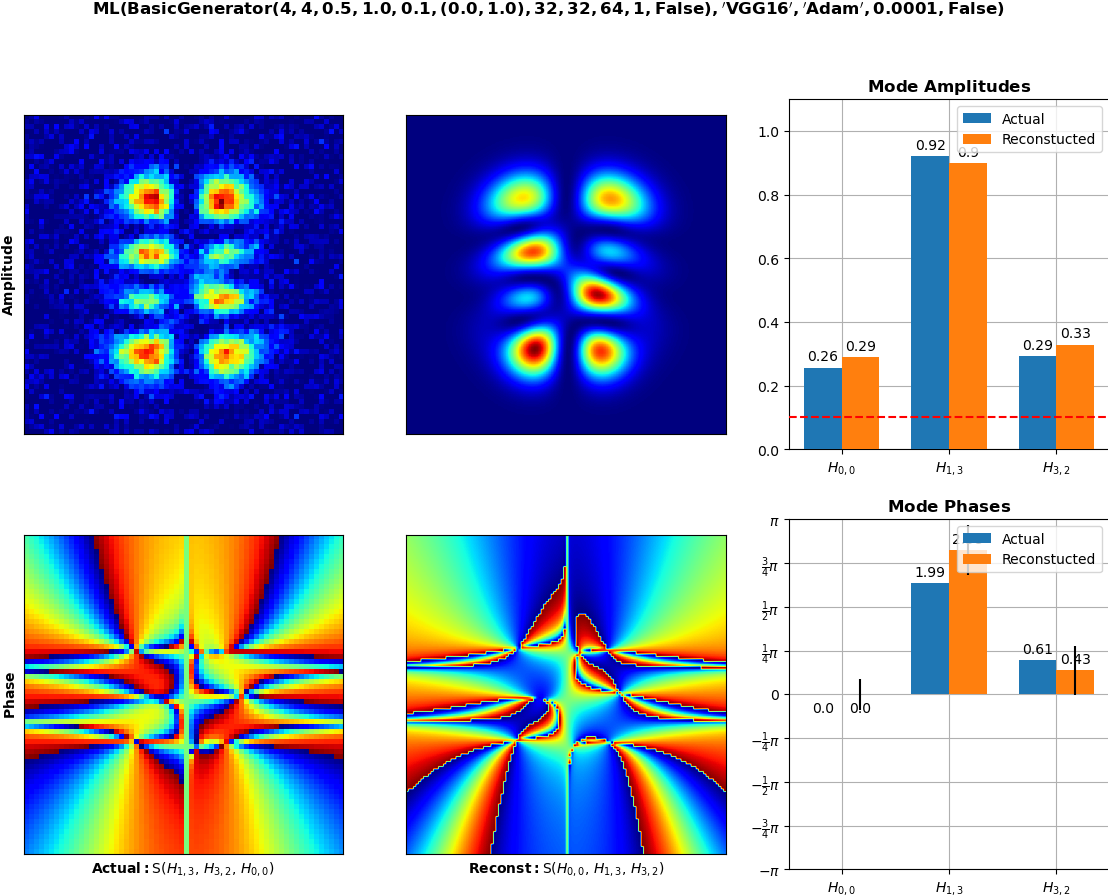 ML(BasicGenerator(4, 4, 0.5, 1.0, 0.1, (0.0, 1.0), 32, 32, 64, 1, False), ′VGG16′, ′Adam′, 0.0001, False)
Mode Amplitudes
Actual
Reconstucted
1.0
0.8
0.6
0.4
0.2
0.0
0.92
0.9
0.26
0.29
0.29
0.33
H0,0
H1,3
H3,2
Amplitude
Mode Phases
Actual
Reconstucted
π
3/4π
1/2π
1/4π
0
−1/4π
−1/2π
−3/4π
−π
1.99
0.61
0.43
0.0
0.0
H0,0
H1,3
H3,2
Phase
Actual: S(H1,3, H3,2, H0,0)
Reconst: S(H0,0, H1,3, H3,2)